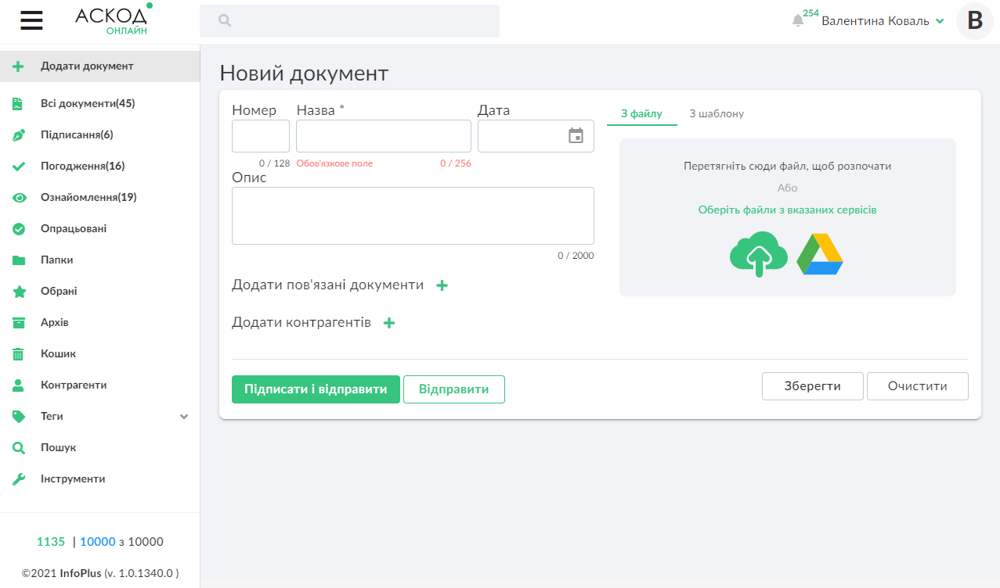 АСКОД
ОНЛАЙН
254
Валентина Коваль
В
Додати документ
Всі документи(45)
Підписання(6)
Погодження(16)
Ознайомлення(19)
Опрацьовані
Папки
Обрані
Архів
Кошик
Контрагенти
Теги
Пошук
Інструменти
1135 | 10000 з 10000
©2021 InfoPlus (v. 1.0.1340.0 )
Новий документ
Номер Назва * Дата
0 / 128 Обов'язкове поле 0 / 256
Опис
0 / 2000
Додати пов'язані документи
Додати контрагентів
З файлу З шаблону
Перетягніть сюди файл, щоб розпочати
Або
Оберіть файли з вказаних сервісів
Підписати і відправити Відправити Зберегти Очистити